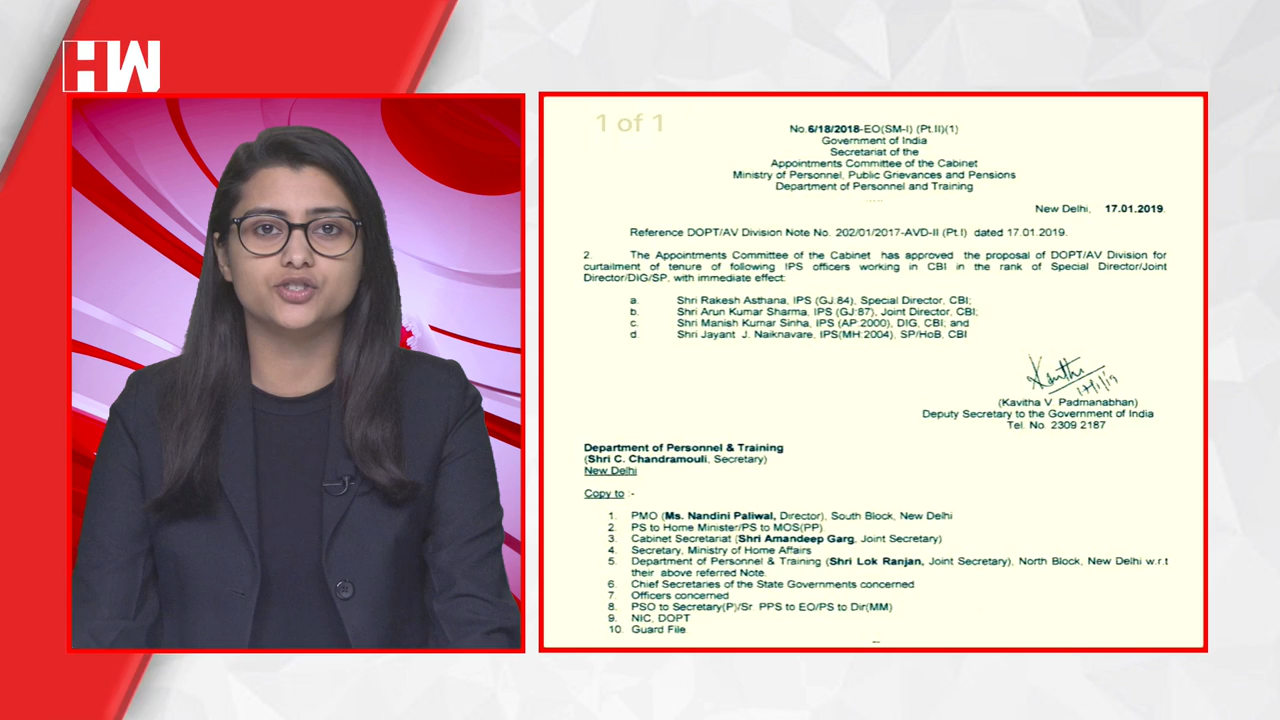 HW
1 of 1
No.6/18/2018-EO(SM-I) (Pt.II)(1)
Government of India
Secretariat of the
Appointments Committee of the Cabinet
Ministry of Personnel, Public Grievances and Pensions
Department of Personnel and Training
.....
New Delhi, 17.01.2019.
Reference DOPT/AV Division Note No. 202/01/2017-AVD-II (Pt.I) dated 17.01.2019.
2. The Appointments Committee of the Cabinet has approved the proposal of DOPT/AV Division for
curtailment of tenure of following IPS officers working in CBI in the rank of Special Director/Joint
Director/DIG/SP, with immediate effect:
a. Shri Rakesh Asthana, IPS (GJ:84), Special Director, CBI;
b. Shri Arun Kumar Sharma, IPS (GJ:87), Joint Director, CBI;
c. Shri Manish Kumar Sinha, IPS (AP:2000), DIG, CBI; and
d. Shri Jayant J. Naiknavare, IPS(MH:2004), SP/HoB, CBI
Kavitha
17/1/19
(Kavitha V. Padmanabhan)
Deputy Secretary to the Government of India
Tel. No. 2309 2187
Department of Personnel & Training
(Shri C. Chandramouli, Secretary)
New Delhi
Copy to :-
1. PMO (Ms. Nandini Paliwal, Director), South Block, New Delhi
2. PS to Home Minister/PS to MOS(PP)
3. Cabinet Secretariat (Shri Amandeep Garg, Joint Secretary)
4. Secretary, Ministry of Home Affairs
5. Department of Personnel & Training (Shri Lok Ranjan, Joint Secretary), North Block, New Delhi w.r.t
their above referred Note.
6. Chief Secretaries of the State Governments concerned
7. Officers concerned
8. PSO to Secretary(P)/Sr. PPS to EO/PS to Dir(MM)
9. NIC, DOPT
10. Guard File.